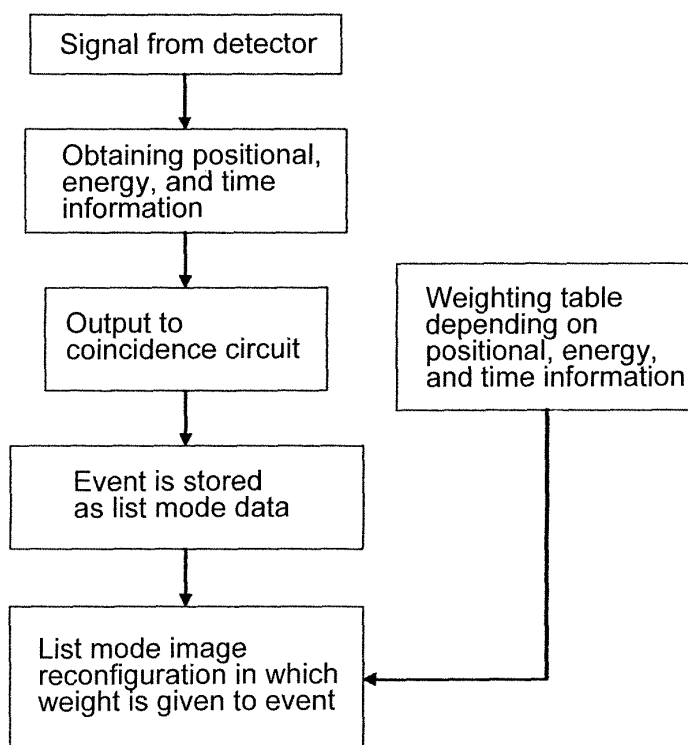 Signal from detector
Obtaining positional,
energy, and time
information
Output to
coincidence circuit
Weighting table
depending on
positional, energy,
and time information
Event is stored
as list mode data
List mode image
reconfiguration in which
weight is given to event